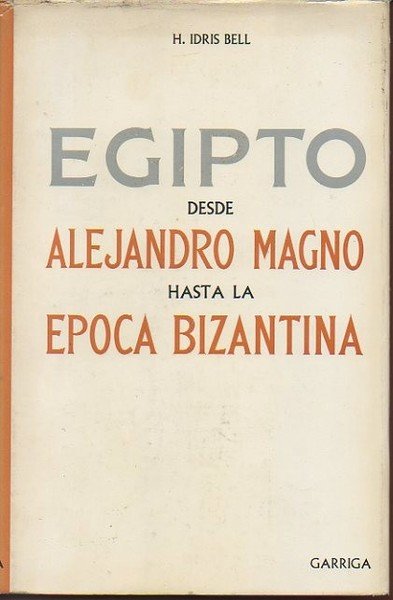 H. IDRIS BELL
EGIPTO
DESDE
ALEJANDRO MAGNO
HASTA LA
EPOCA BIZANTINA
GARRIGA